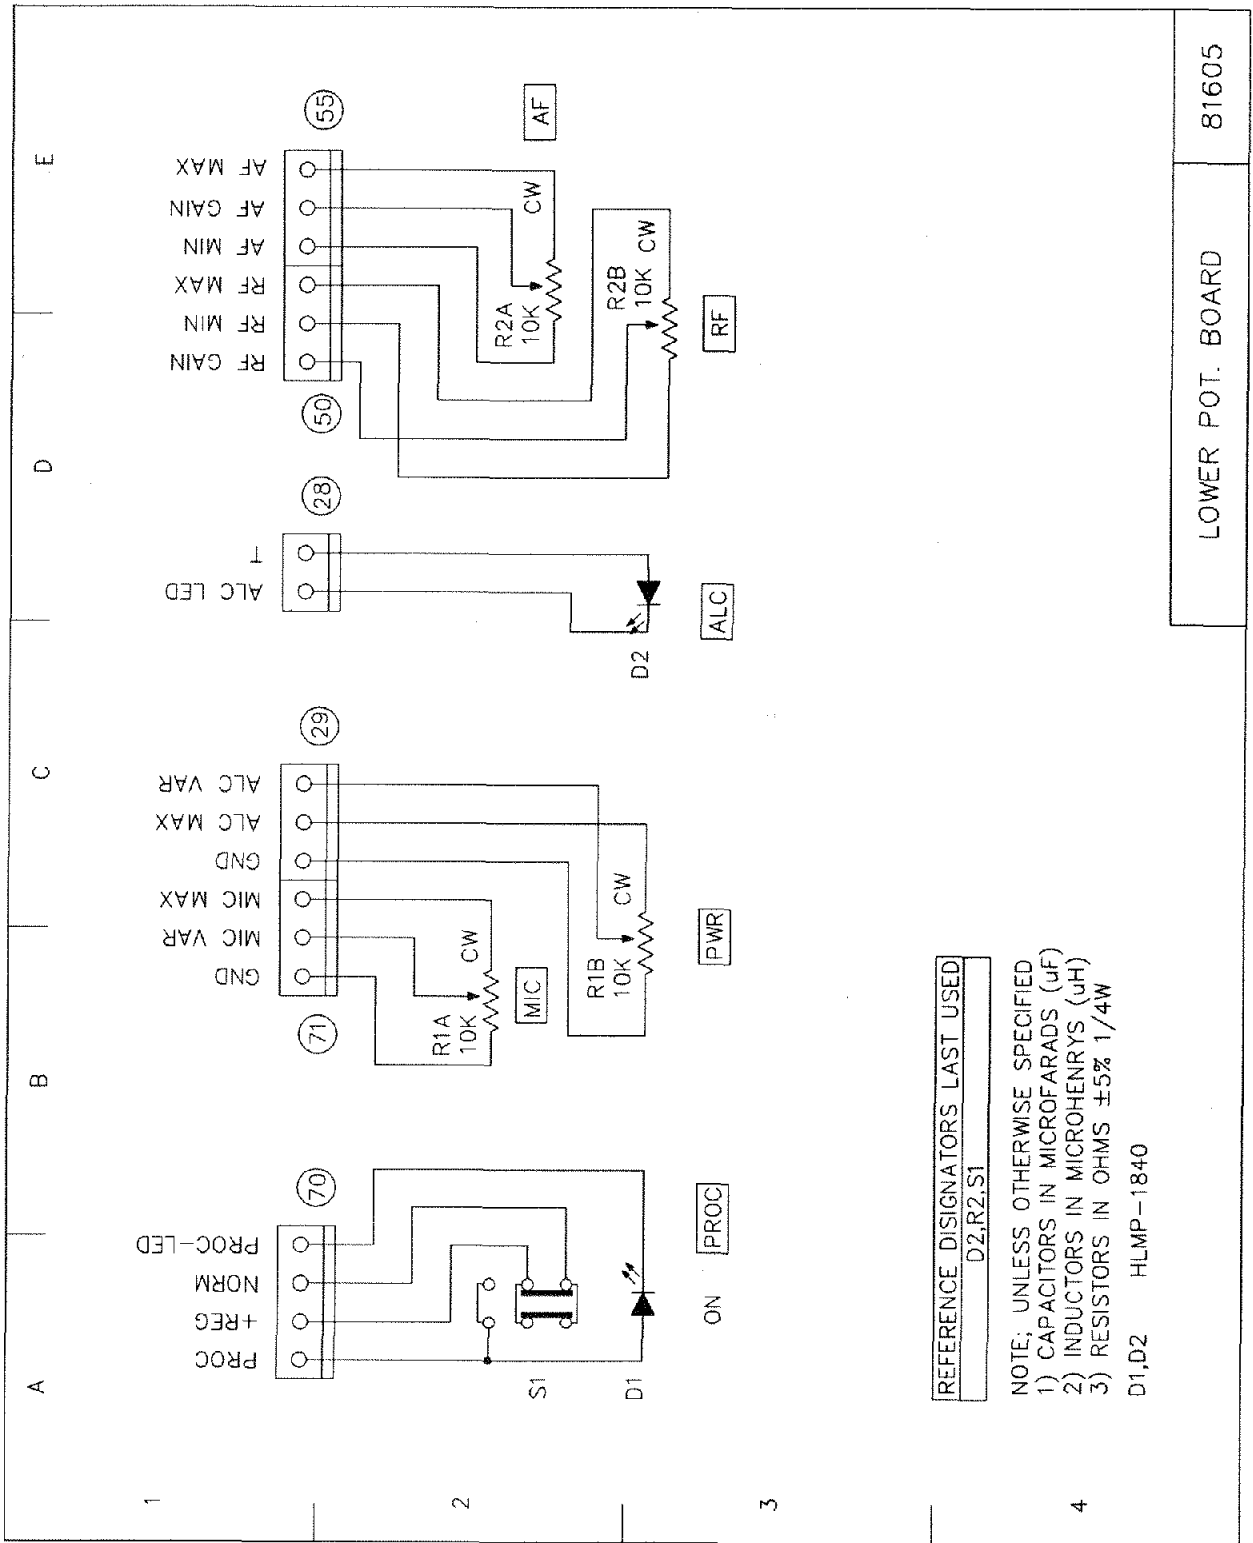 A
B
C
D
E
1
2
3
4
PROC
+REG
NORM
PROC-LED
70
S1
D1
ON
PROC
GND
MIC VAR
MIC MAX
GND
ALC MAX
ALC VAR
71
29
R1A
10K
CW
MIC
R1B
10K
CW
PWR
ALC LED
T
28
D2
ALC
RF GAIN
RF MIN
RF MAX
AF MIN
AF GAIN
AF MAX
50
55
R2A
10K
CW
AF
R2B
10K CW
RF
REFERENCE DISIGNATORS LAST USED
D2,R2,S1
NOTE; UNLESS OTHERWISE SPECIFIED
1) CAPACITORS IN MICROFARADS (uF)
2) INDUCTORS IN MICROHENRYS (uH)
3) RESISTORS IN OHMS ±5% 1/4W
D1,D2 HLMP-1840
LOWER POT. BOARD
81605